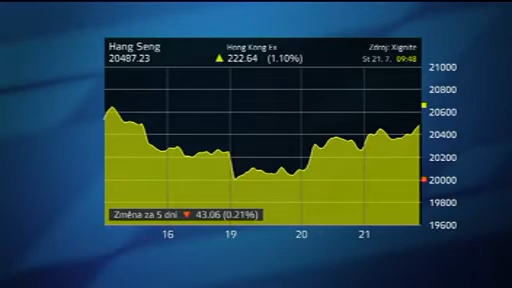 Hang Seng Hong Kong Ex Zdroj: Xignite
20487.23 222.64 (1.10%) St 21. 7. 09:48
21000
20800
20600
20400
20200
20000
19800
19600
Změna za 5 dní 43.06 (0.21%)
16 19 20 21